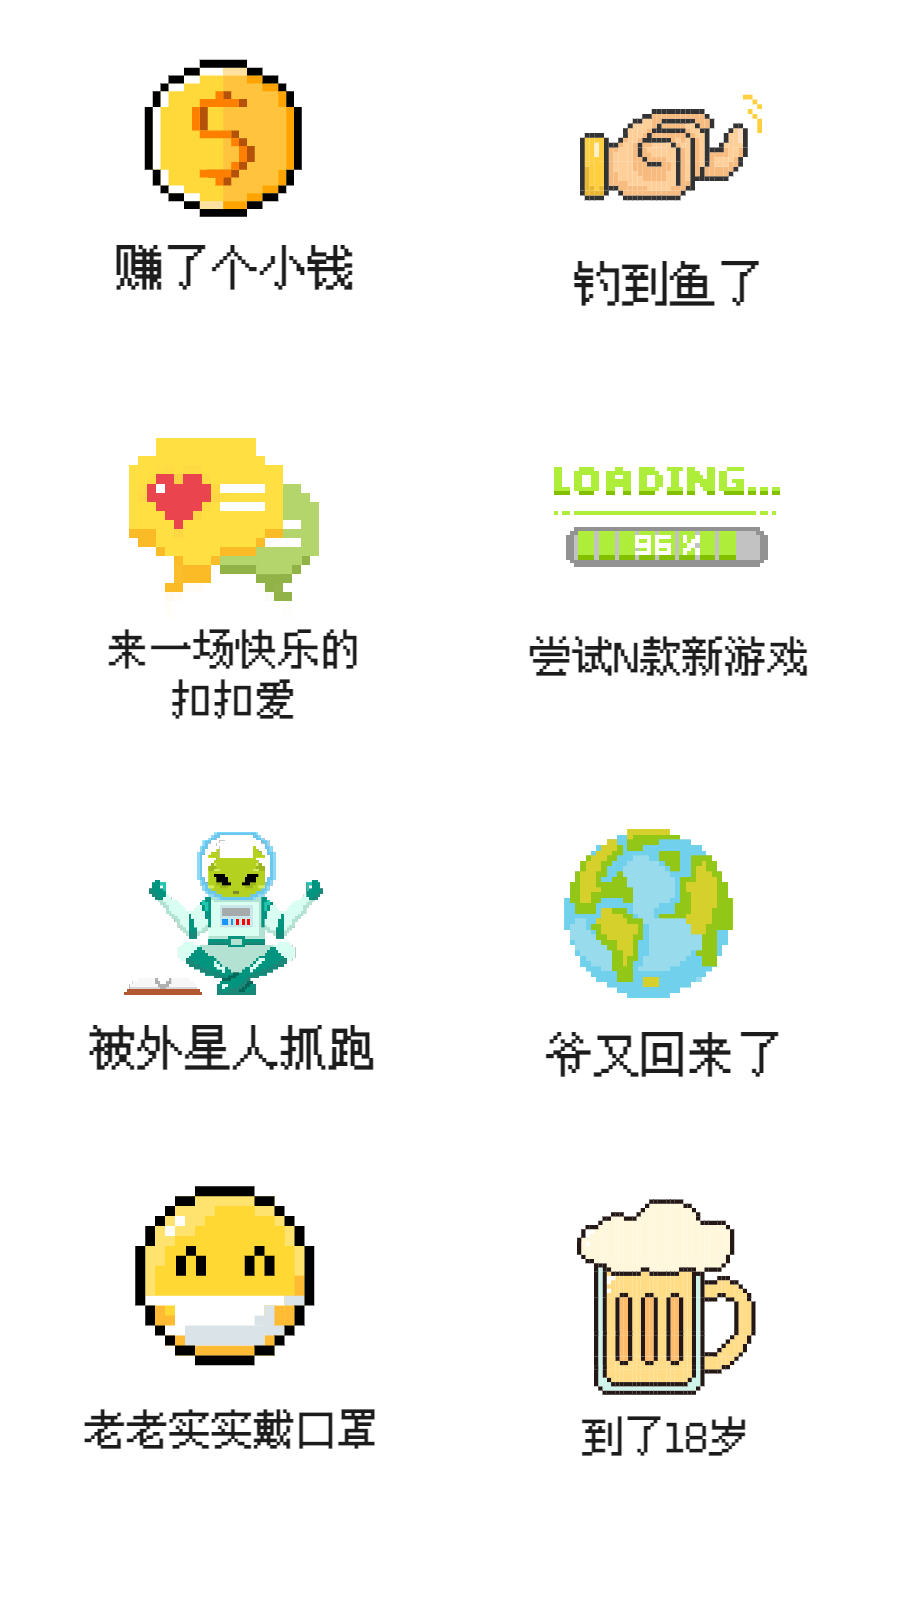 赚了个小钱
钓到鱼了
来一场快乐的
扣扣爱
LOADING...
96%
尝试N款新游戏
被外星人抓跑
爷又回来了
老老实实戴口罩
到了18岁